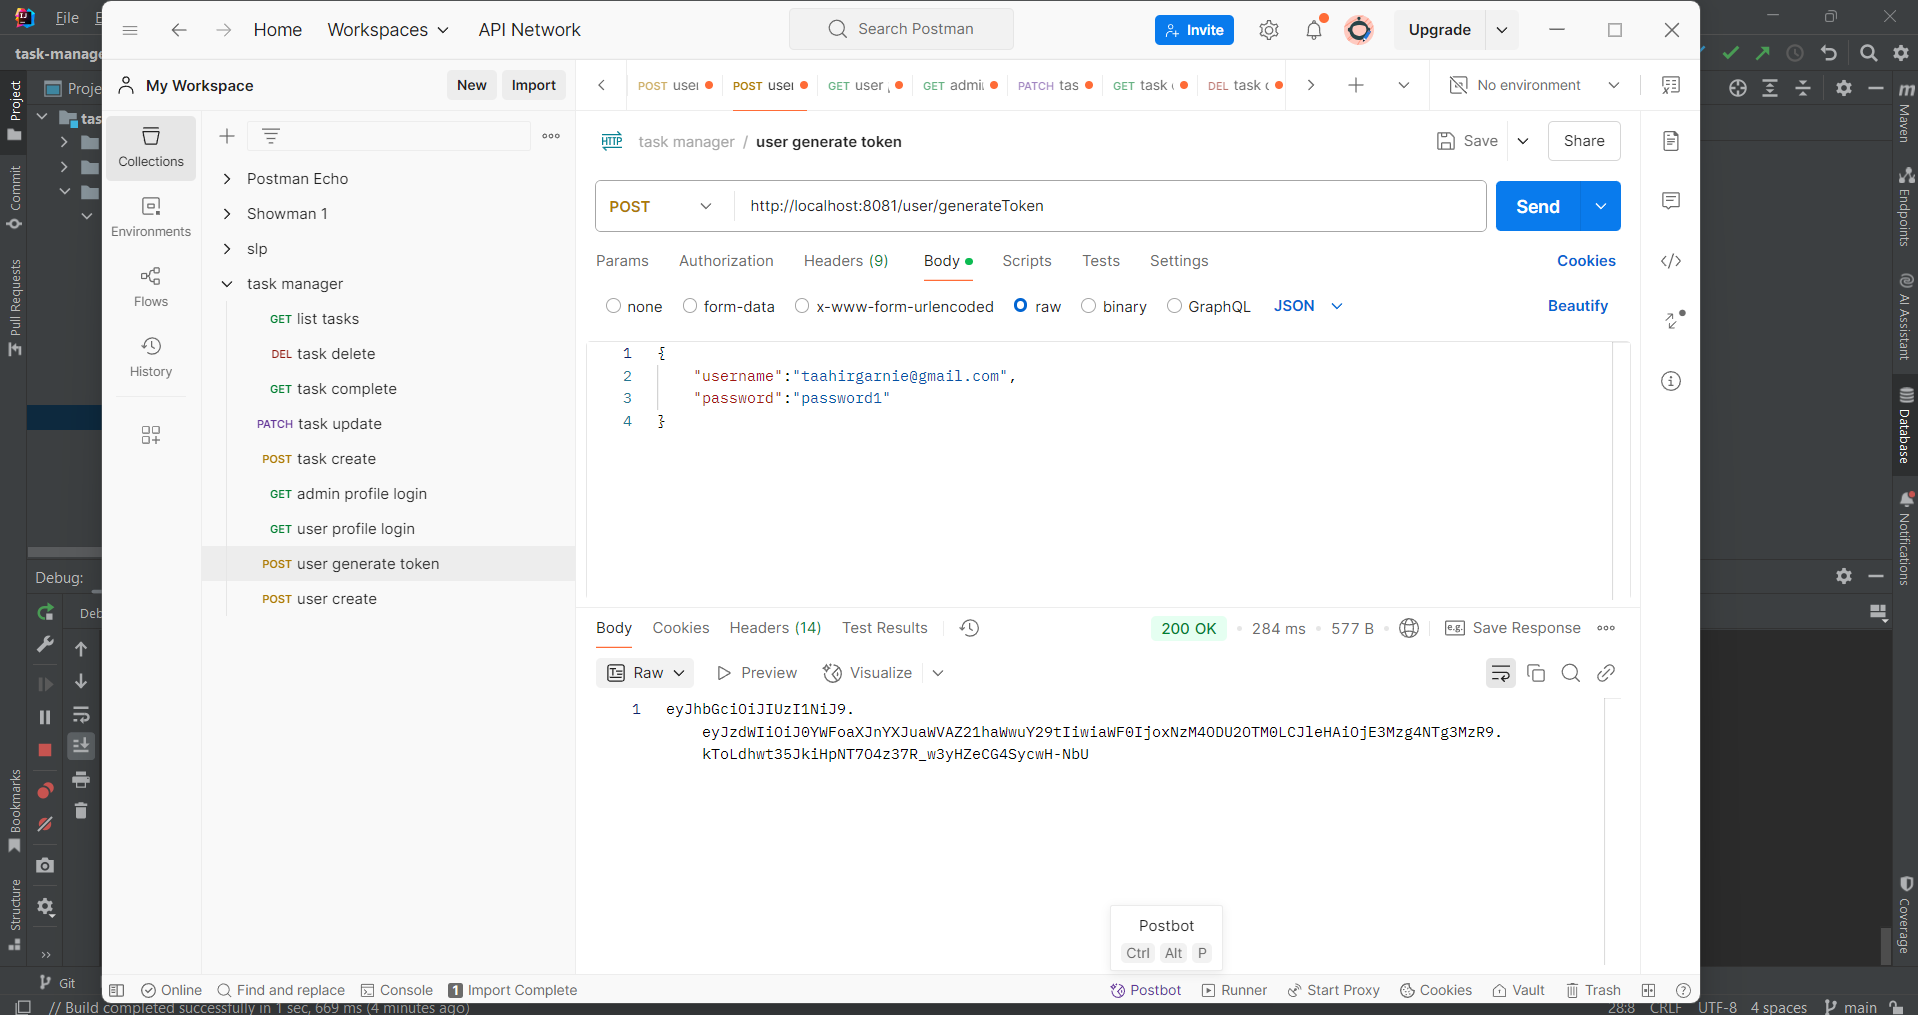 File
E
task-manage
Home
Workspaces
API Network
Search Postman
Invite
Upgrade
My Workspace
New
Import
POST user
POST user
GET user
GET admi
PATCH tas
GET task
DEL task
No environment
Project
Commit
Pull Requests
Bookmarks
Structure
Proje
tas
Collections
Environments
Flows
History
Postman Echo
Showman 1
slp
task manager
GET list tasks
DEL task delete
GET task complete
PATCH task update
POST task create
GET admin profile login
GET user profile login
POST user generate token
POST user create
HTTP task manager / user generate token
Save
Share
POST
http://localhost:8081/user/generateToken
Send
Params
Authorization
Headers (9)
Body
Scripts
Tests
Settings
Cookies
none
form-data
x-www-form-urlencoded
raw
binary
GraphQL
JSON
Beautify
1 {
2 "username":"taahirgarnie@gmail.com",
3 "password":"password1"
4 }
Body
Cookies
Headers (14)
Test Results
200 OK
284 ms
577 B
e.g. Save Response
Raw
Preview
Visualize
1 eyJhbGciOiJIUzI1NiJ9.
eyJzdWIiOiJ0YWFoaXJnYXJuaWVAZ21haWwuY29tIiwiaWF0IjoxNzM4ODU2OTM0LCJleHAiOjE3Mzg4NTg3MzR9.
kToLdhwt35JkiHpNT7O4z37R_w3yHZeCG4SycwH-NbU
Postbot
Ctrl Alt P
Debug:
Deb
Git
Online
Find and replace
Console
1 Import Complete
Postbot
Runner
Start Proxy
Cookies
Vault
Trash
// Build completed successfully in 1 sec, 669 ms (4 minutes ago)
28:8
CRLF
UTF-8
4 spaces
main
m
Maven
Endpoints
AI Assistant
Database
Notifications
Coverage